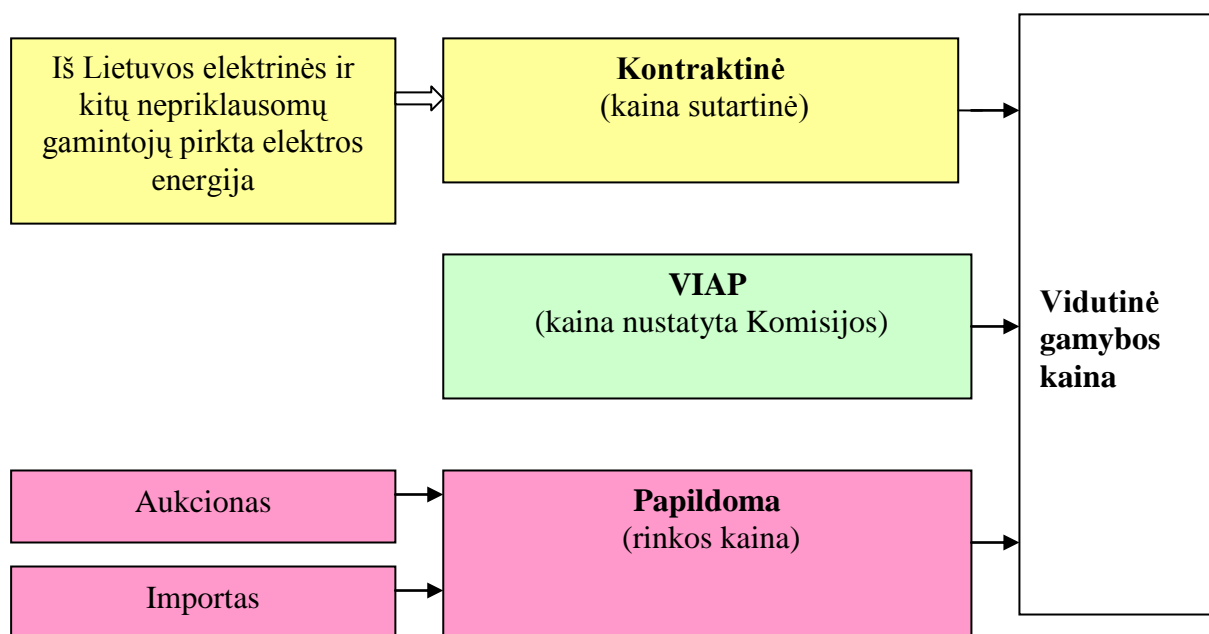 Iš Lietuvos elektrinės ir
kitų nepriklausomų
gamintojų pirkta elektros
energija
Kontraktinė
(kaina sutartinė)
VIAP
(kaina nustatyta Komisijos)
Vidutinė
gamybos
kaina
Aukcionas
Importas
Papildoma
(rinkos kaina)